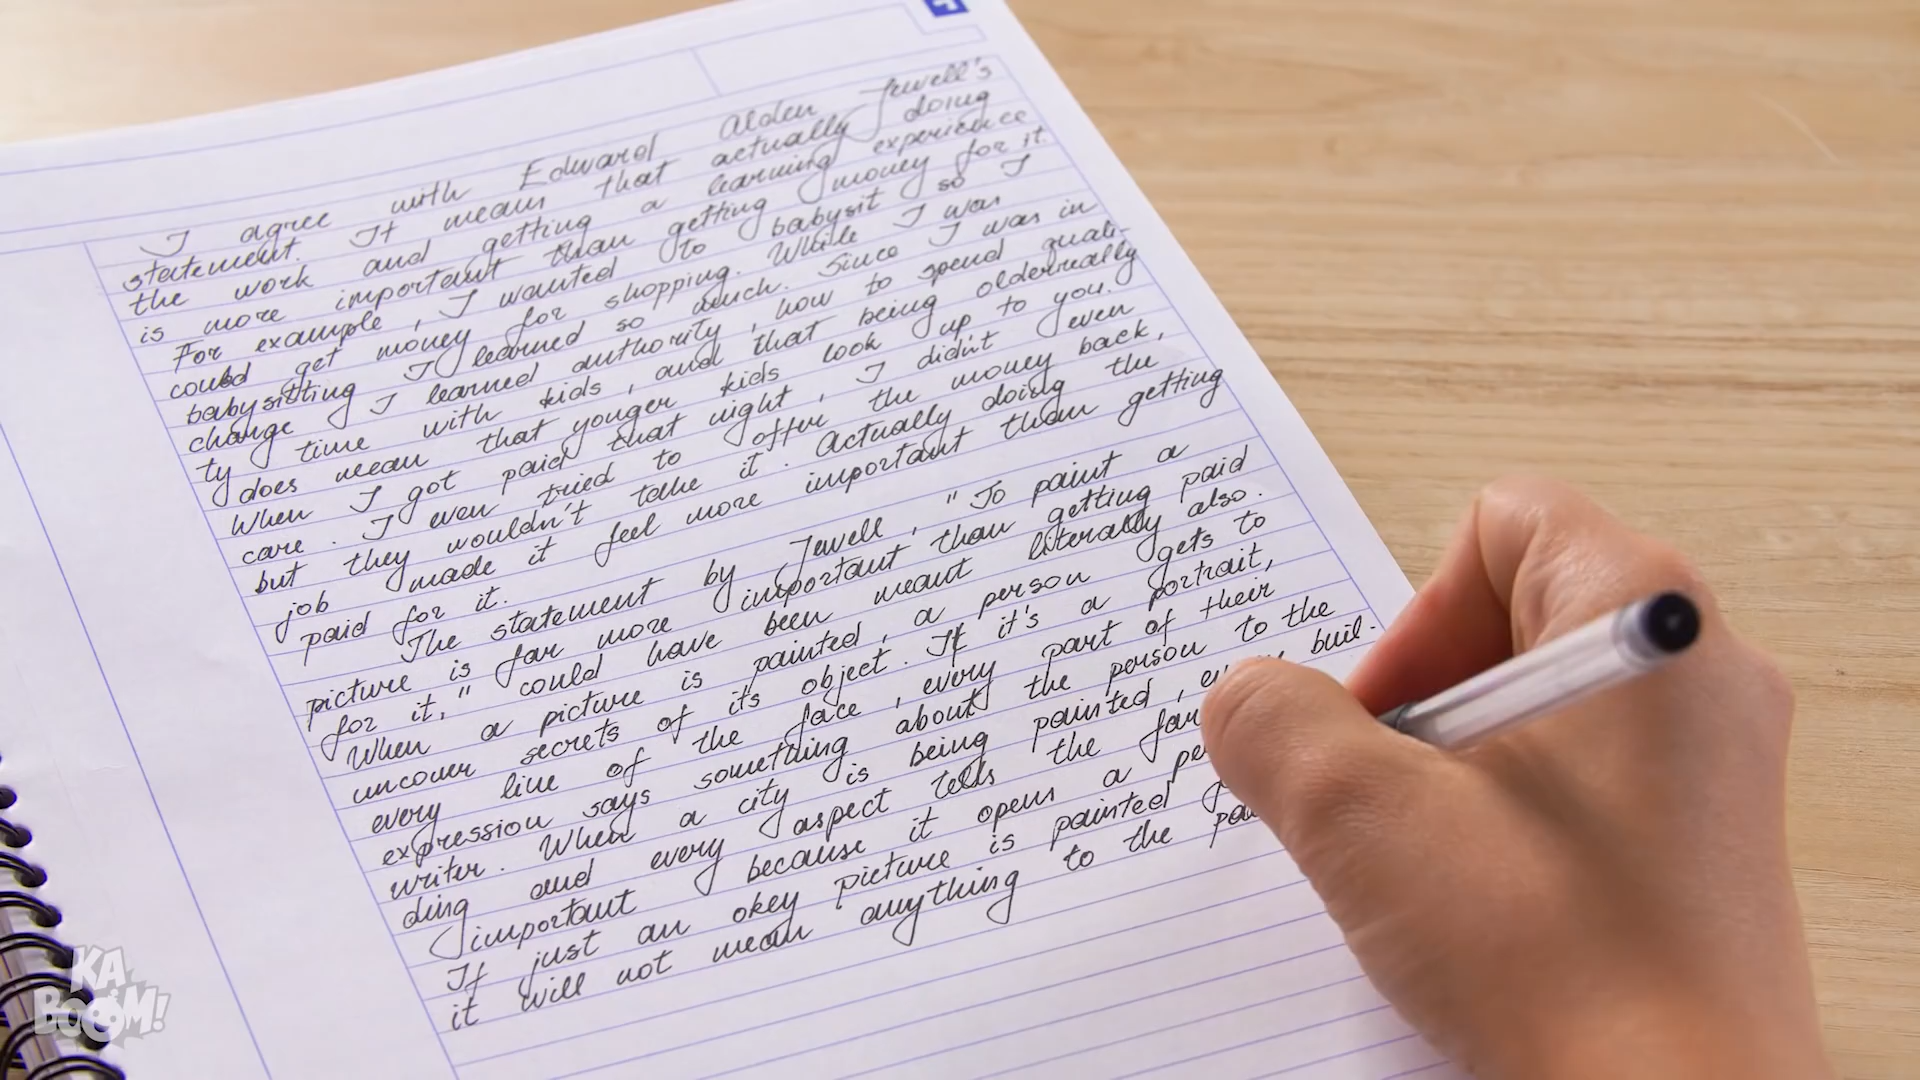 I agree with Edward Alden Jewell's
statement. It means that actually doing
the work and getting a learning experience
is more important than getting money for it.
For example, I wanted to babysit so I
could get money for shopping. While I was
babysitting I learned so much. Since I was in
charge I learned authority, how to spend quali-
ty time with kids, and that being older really
does mean that younger kids look up to you.
When I got paid that night, I didn't even
care. I even tried to offer the money back,
but they wouldn't take it. Actually doing the
job made it feel more important than getting
paid for it.
The statement by Jewell, "To paint a
picture is far more important than getting paid
for it," could have been meant literally also.
When a picture is painted, a person gets to
uncover secrets of its object. If it's a portrait,
every line of the face, every part of their
expression says something about the person to the
writer. When a city is being painted, buil-
ding and every aspect tells the
important because it opens a
If just an okey picture is painted
it will not mean anything to the
KA
BOOM!